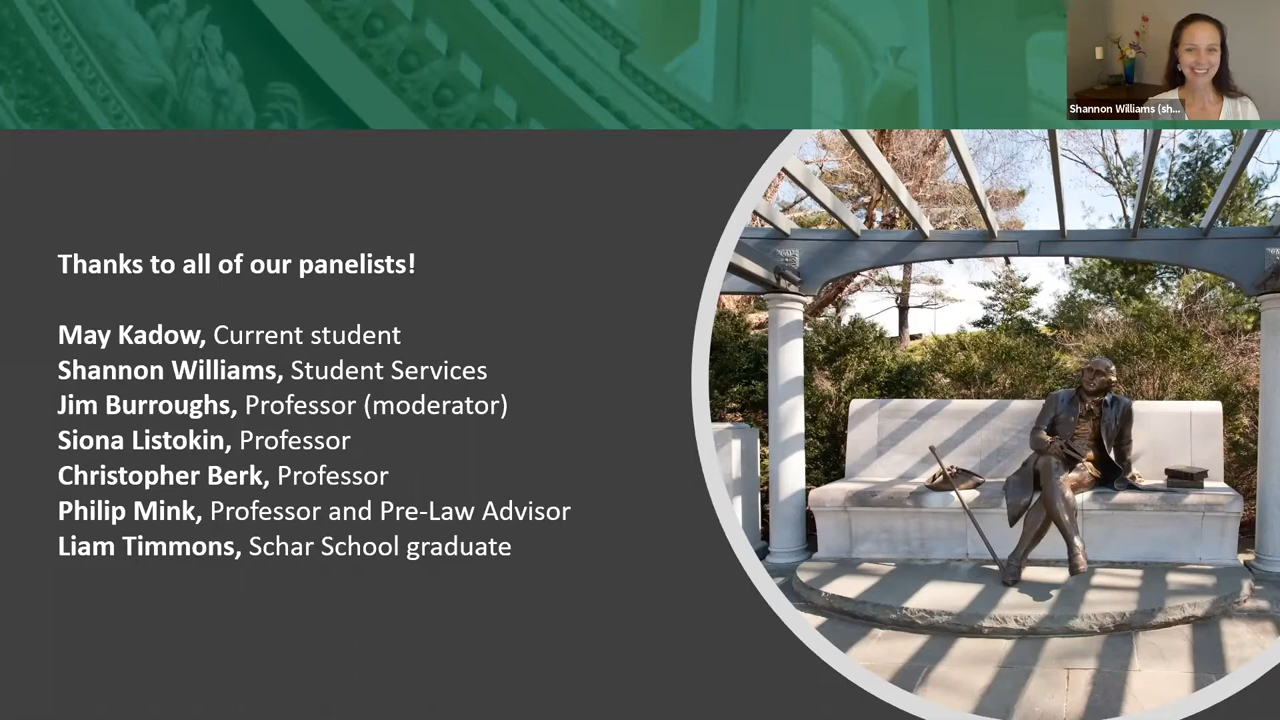 Shannon Williams (sh...
Thanks to all of our panelists!
May Kadow, Current student
Shannon Williams, Student Services
Jim Burroughs, Professor (moderator)
Siona Listokin, Professor
Christopher Berk, Professor
Philip Mink, Professor and Pre-Law Advisor
Liam Timmons, Schar School graduate